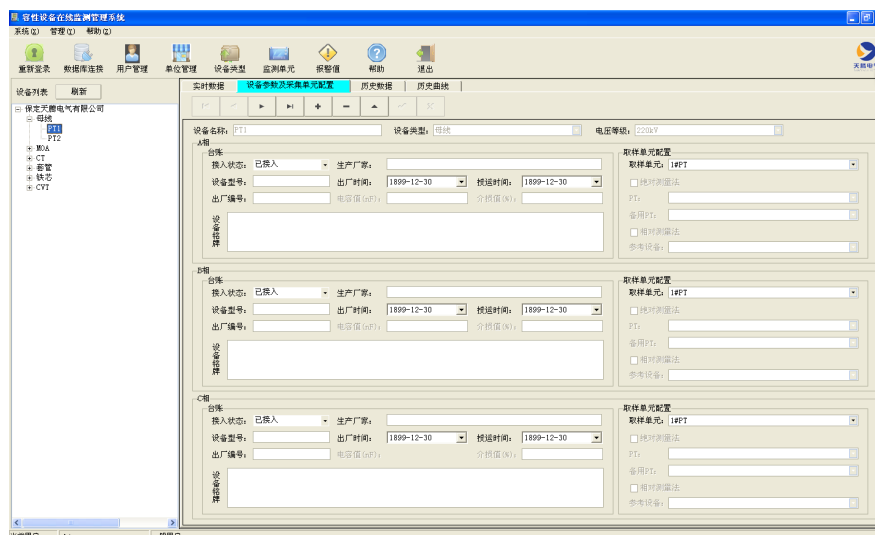 容性设备在线监测管理系统
系统(Z) 管理(Y) 帮助(Z)
重新登录 数据库连接 用户管理 单位管理 设备类型 监测单元 报警值 帮助 退出
设备列表 刷新
实时数据 设备参数及采集单元配置 历史数据 历史曲线
保定天腾电气有限公司
母线
PT1
PT2
MOA
CT
套管
铁芯
CVT
设备名称: PT1 设备类型: 母线 电压等级: 220kV
A相
台账 取样单元配置
接入状态: 已接入 生产厂家: 取样单元: 1#PT
设备型号: 出厂时间: 1899-12-30 投运时间: 1899-12-30 绝对测量法
出厂编号: 电容值(nF): 介损值(%): PT:
备用PT:
设备铭牌 相对测量法
参考设备:
B相
台账 取样单元配置
接入状态: 已接入 生产厂家: 取样单元: 1#PT
设备型号: 出厂时间: 1899-12-30 投运时间: 1899-12-30 绝对测量法
出厂编号: 电容值(nF): 介损值(%): PT:
备用PT:
设备铭牌 相对测量法
参考设备:
C相
台账 取样单元配置
接入状态: 已接入 生产厂家: 取样单元: 1#PT
设备型号: 出厂时间: 1899-12-30 投运时间: 1899-12-30 绝对测量法
出厂编号: 电容值(nF): 介损值(%): PT:
备用PT:
设备铭牌 相对测量法
参考设备: